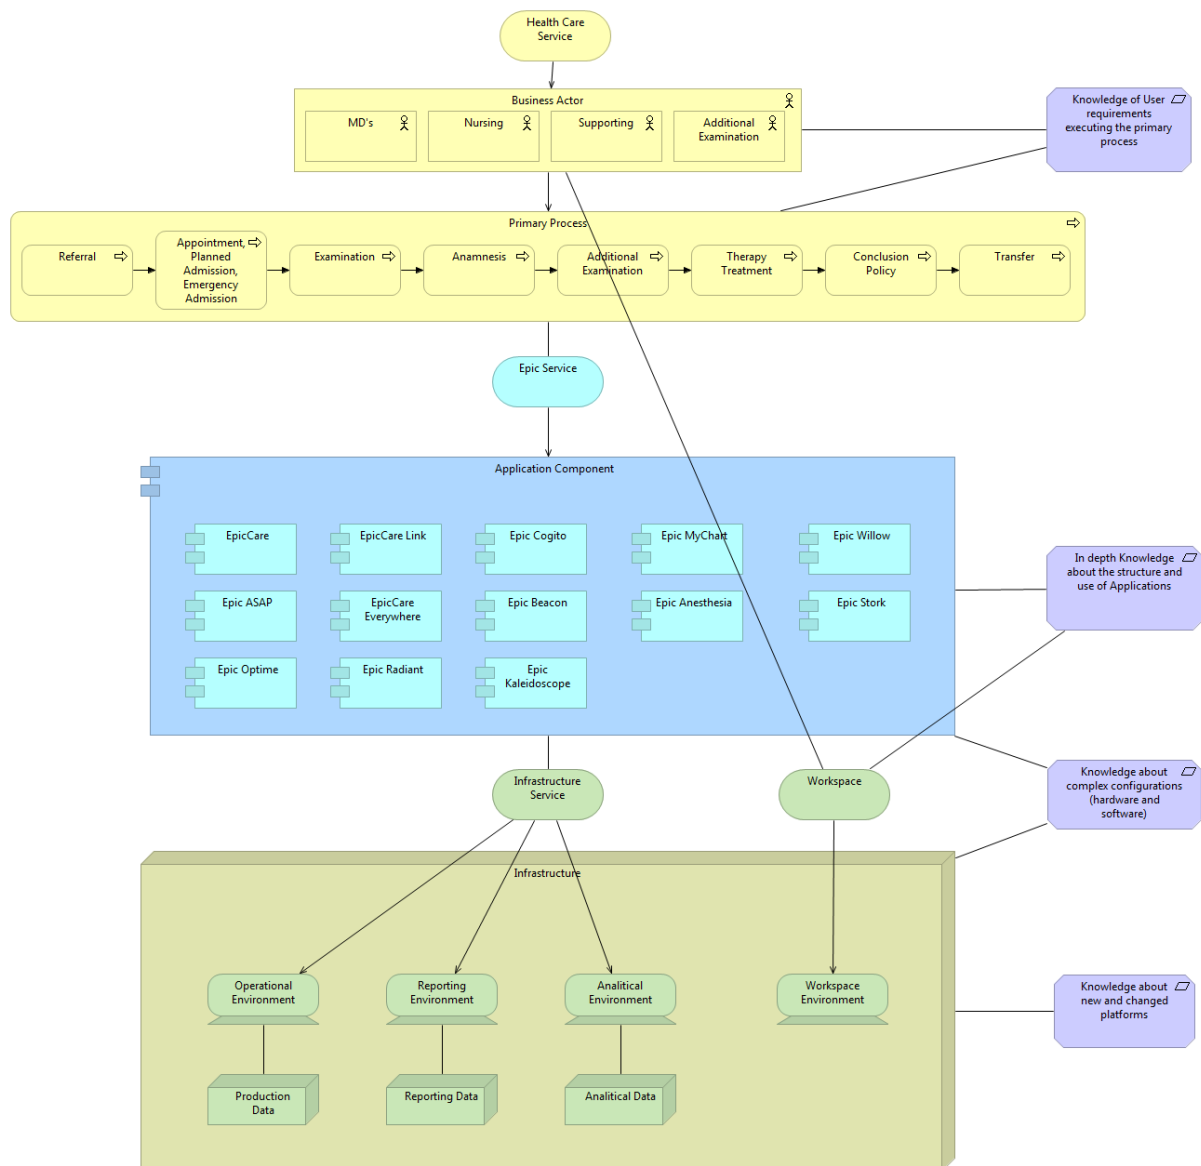 Health Care
Service
Business Actor
MD's
Nursing
Supporting
Additional
Examination
Knowledge of User
requirements
executing the primary
process
Primary Process
Referral
Appointment,
Planned
Admission,
Emergency
Admission
Examination
Anamnesis
Additional
Examination
Therapy
Treatment
Conclusion
Policy
Transfer
Epic Service
Application Component
EpicCare
EpicCare Link
Epic Cogito
Epic MyChart
Epic Willow
Epic ASAP
EpicCare
Everywhere
Epic Beacon
Epic Anesthesia
Epic Stork
Epic Optime
Epic Radiant
Epic
Kaleidoscope
In depth Knowledge
about the structure and
use of Applications
Infrastructure
Service
Workspace
Knowledge about
complex configurations
(hardware and
software)
Infrastructure
Operational
Environment
Reporting
Environment
Analitical
Environment
Workspace
Environment
Knowledge about
new and changed
platforms
Production
Data
Reporting Data
Analitical Data